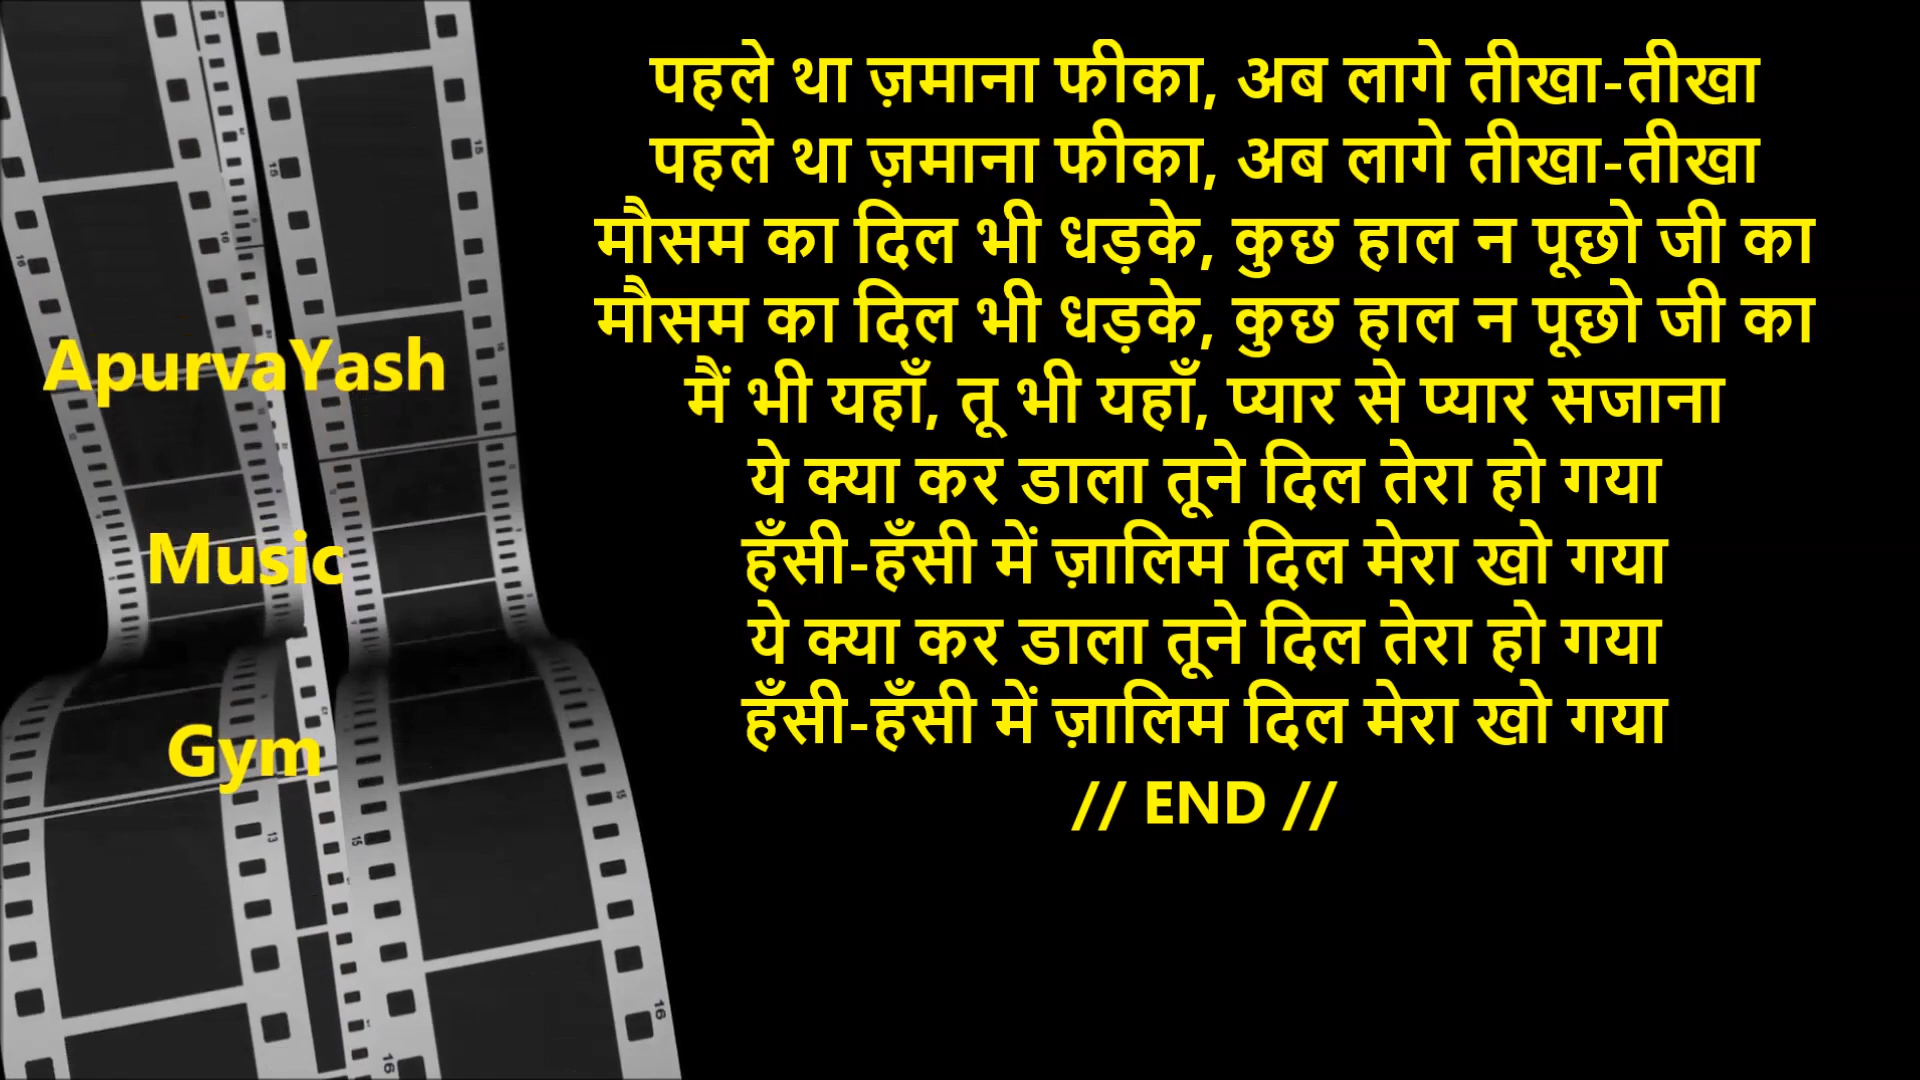 ApurvaYash
Music
Gym
पहले था ज़माना फीका, अब लागे तीखा-तीखा
पहले था ज़माना फीका, अब लागे तीखा-तीखा
मौसम का दिल भी धड़के, कुछ हाल न पूछो जी का
मौसम का दिल भी धड़के, कुछ हाल न पूछो जी का
मैं भी यहाँ, तू भी यहाँ, प्यार से प्यार सजाना
ये क्या कर डाला तूने दिल तेरा हो गया
हँसी-हँसी में ज़ालिम दिल मेरा खो गया
ये क्या कर डाला तूने दिल तेरा हो गया
हँसी-हँसी में ज़ालिम दिल मेरा खो गया
// END //